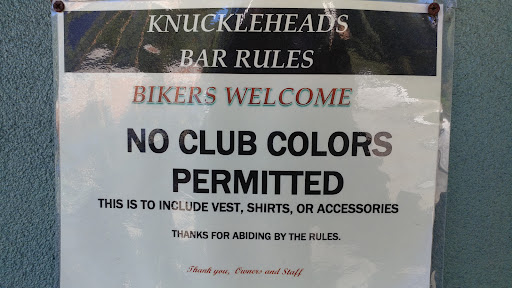 KNUCKLEHEADS
BAR RULES
BIKERS WELCOME
NO CLUB COLORS
PERMITTED
THIS IS TO INCLUDE VEST, SHIRTS, OR ACCESSORIES
THANKS FOR ABIDING BY THE RULES.
Thank you, Owners and Staff